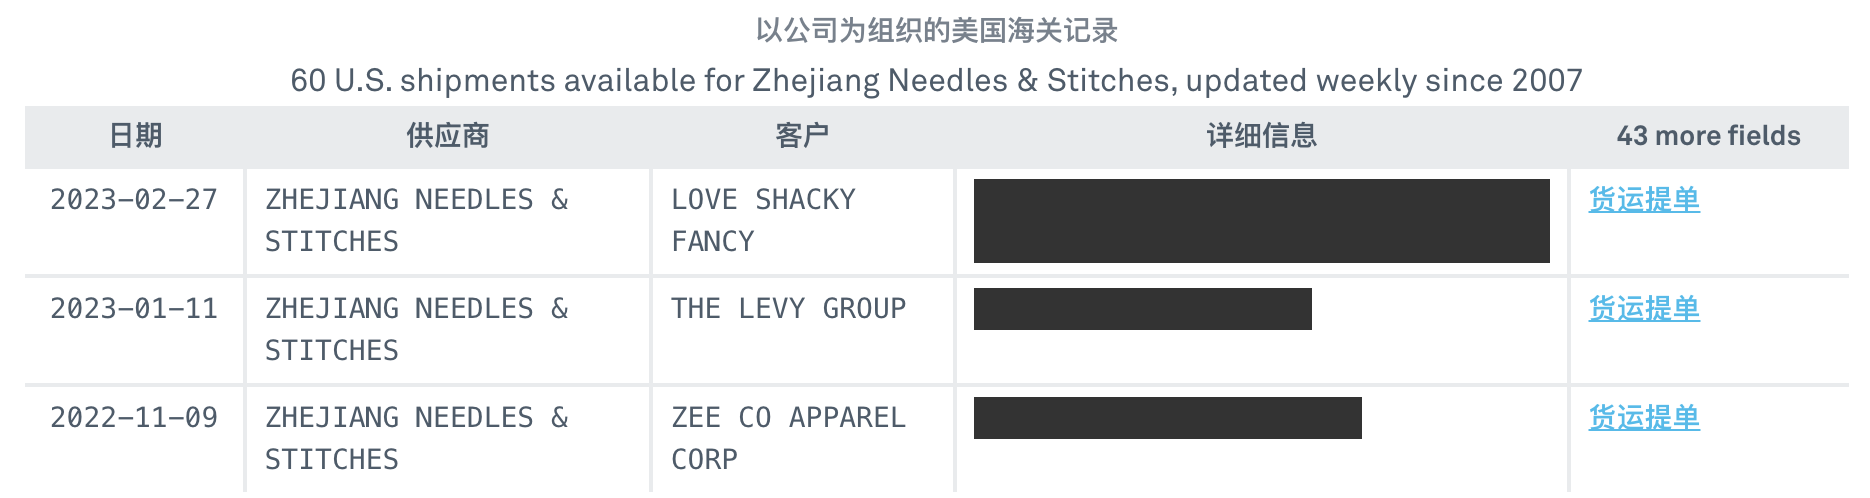 以公司为组织的美国海关记录
60 U.S. shipments available for Zhejiang Needles & Stitches, updated weekly since 2007
日期 供应商 客户 详细信息 43 more fields
2023-02-27 ZHEJIANG NEEDLES & LOVE SHACKY 货运提单
STITCHES FANCY
2023-01-11 ZHEJIANG NEEDLES & THE LEVY GROUP 货运提单
STITCHES
2022-11-09 ZHEJIANG NEEDLES & ZEE CO APPAREL 货运提单
STITCHES CORP